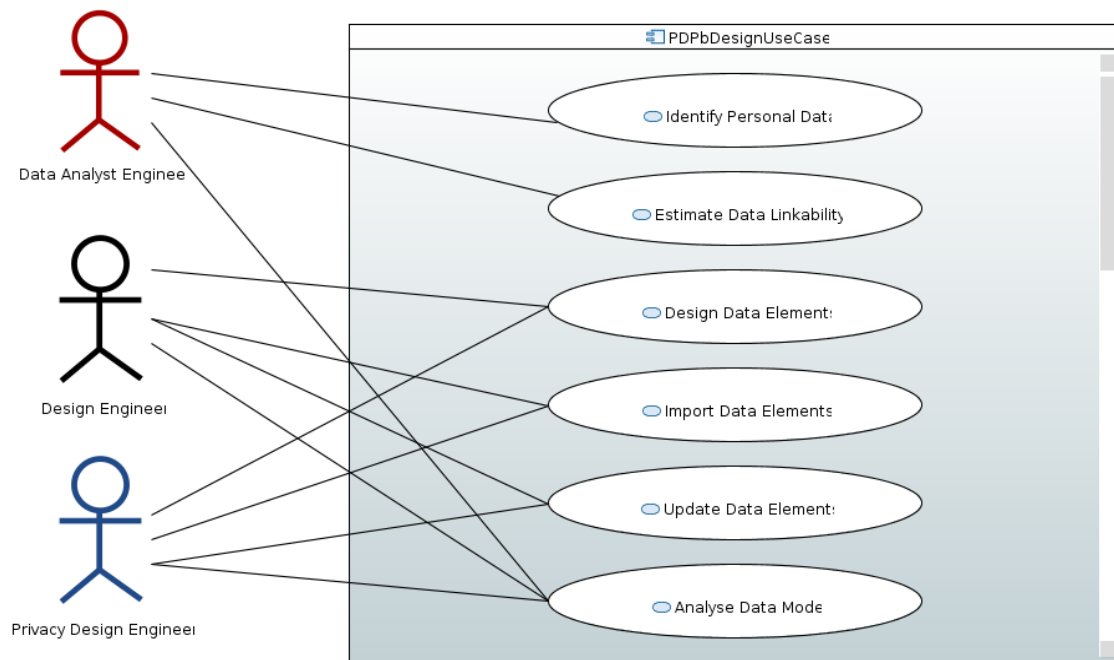 PDPbDesignUseCase
Identify Personal Data
Data Analyst Enginee
Estimate Data Linkability
Design Data Elements
Design Engineer
Import Data Elements
Update Data Elements
Analyse Data Mode
Privacy Design Engineer